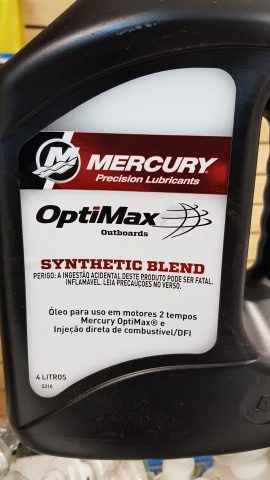 MERCURY
Precision Lubricants
OptiMax
Outboards
SYNTHETIC BLEND
PERIGO: A INGESTÃO ACIDENTAL DESTE PRODUTO PODE SER FATAL.
INFLAMÁVEL. LEIA PRECAUÇÕES NO VERSO.
Óleo para uso em motores 2 tempos
Mercury OptiMax® e
Injeção direta de combustível/DFI
4 LITROS